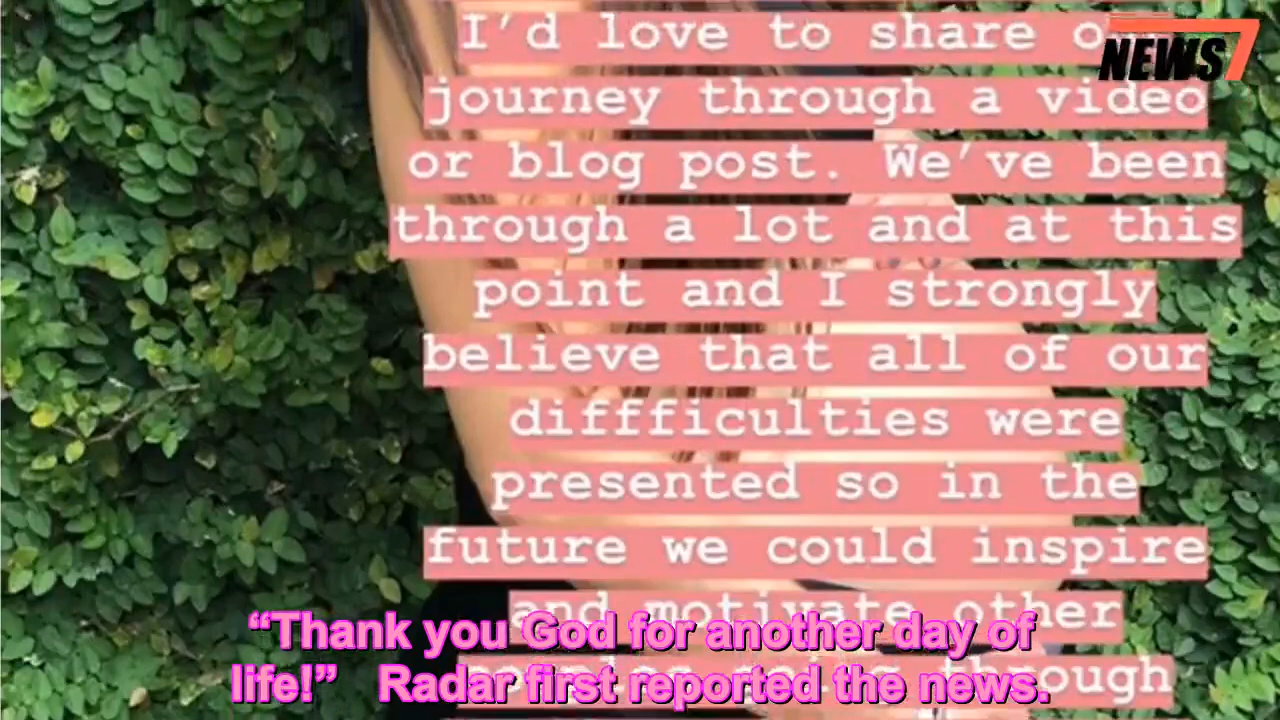 I’d love to share
NEWS7
journey through a video
or blog post. We’ve been
through a lot and at this
point and I strongly
believe that all of our
diffficulties were
presented so in the
future we could inspire
and motivate other
“Thank you God for another day of
life!” Radar first reported the news.